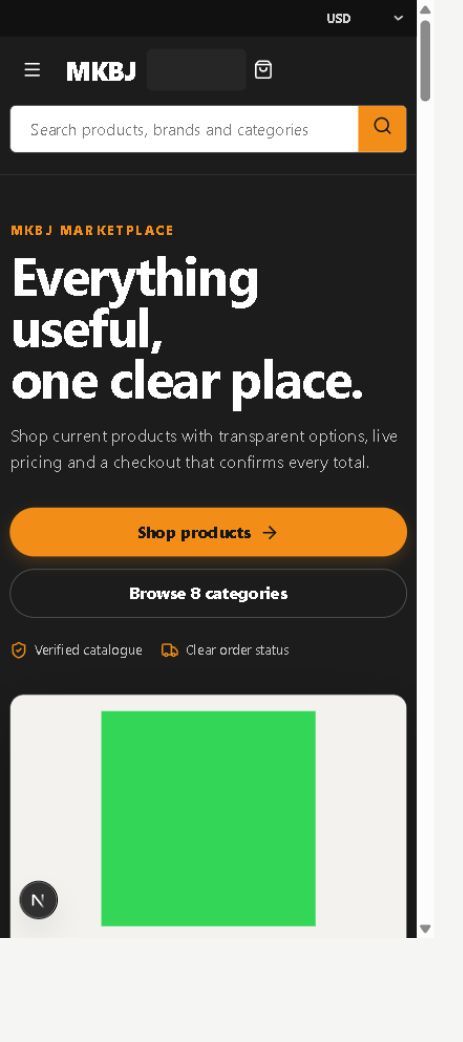 USD
MKBJ
Search products, brands and categories
MKBJ MARKETPLACE
Everything
useful,
one clear place.
Shop current products with transparent options, live
pricing and a checkout that confirms every total.
Shop products →
Browse 8 categories
Verified catalogue Clear order status
N